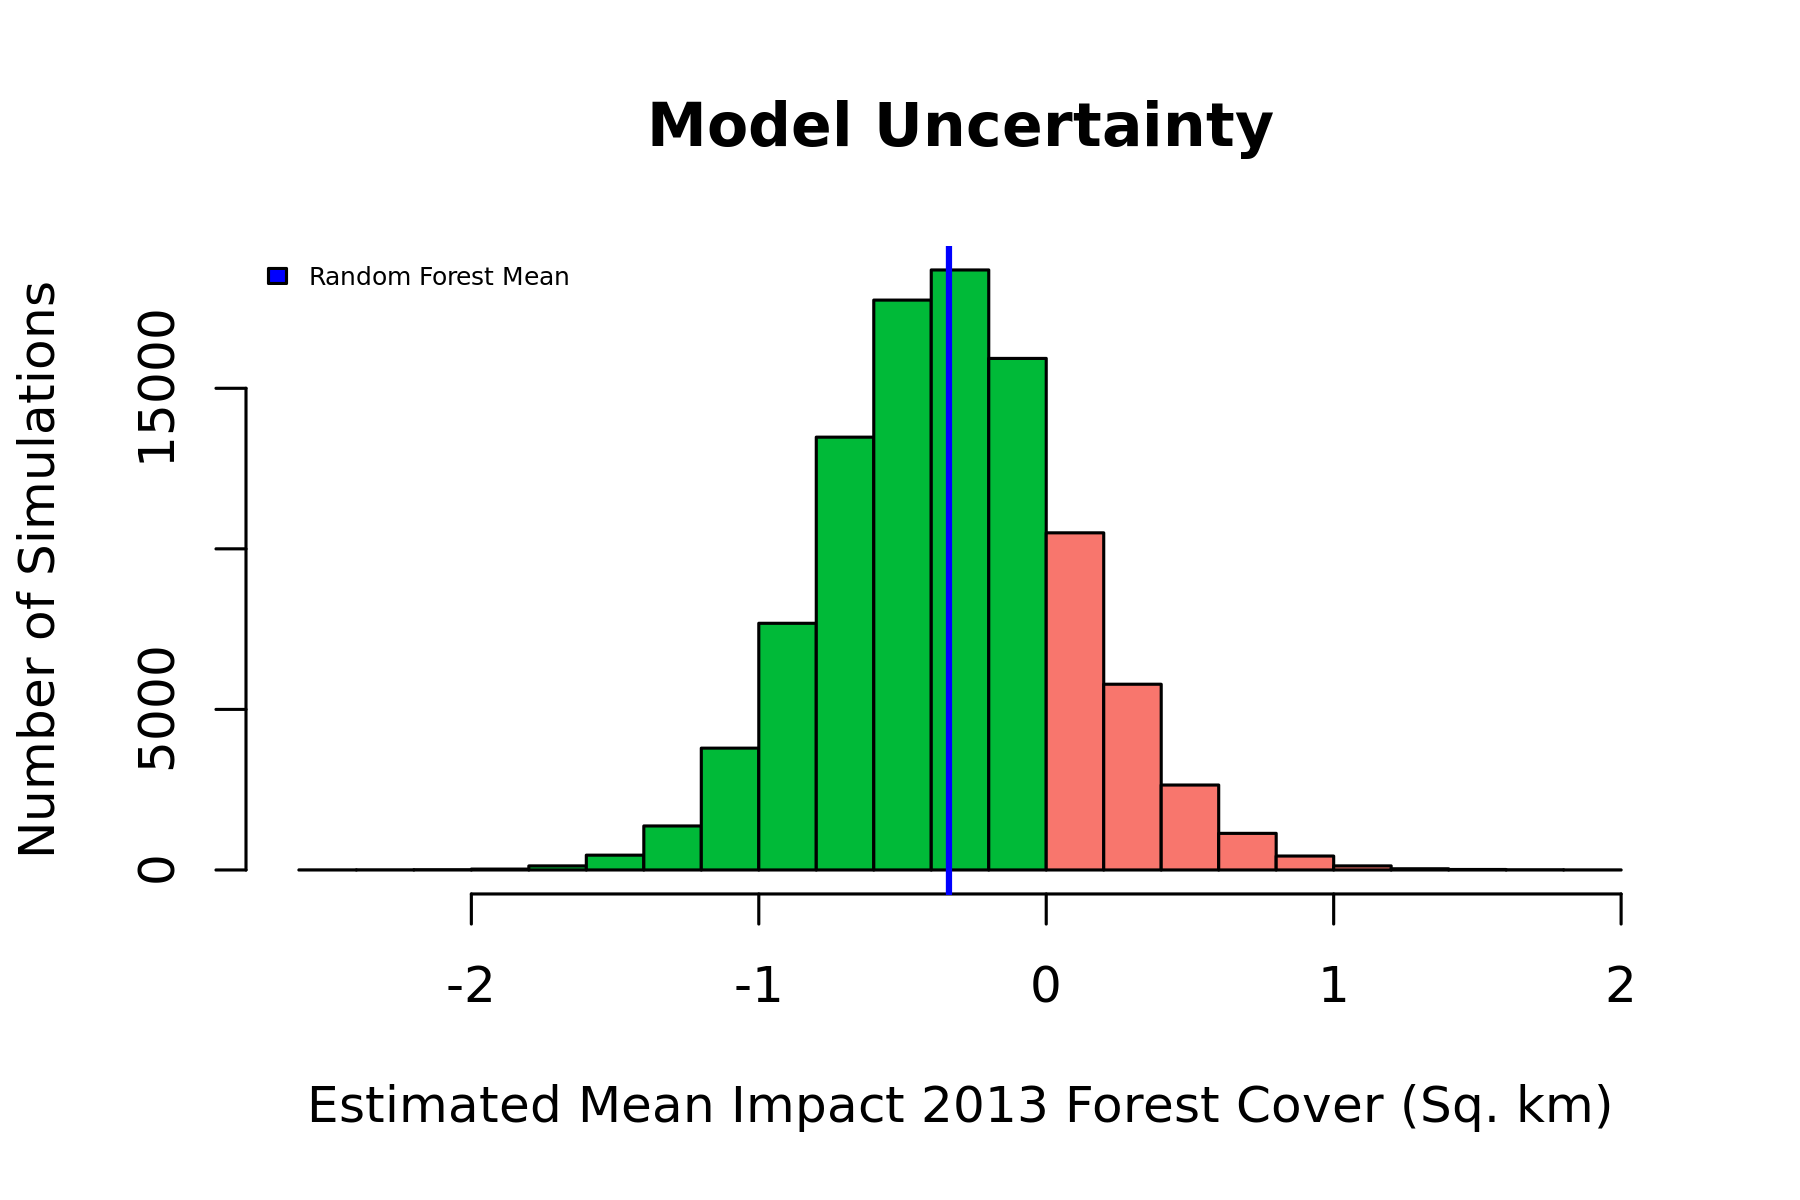 Model Uncertainty
Random Forest Mean
Number of Simulations
15000
5000
0
-2 -1 0 1 2
Estimated Mean Impact 2013 Forest Cover (Sq. km)